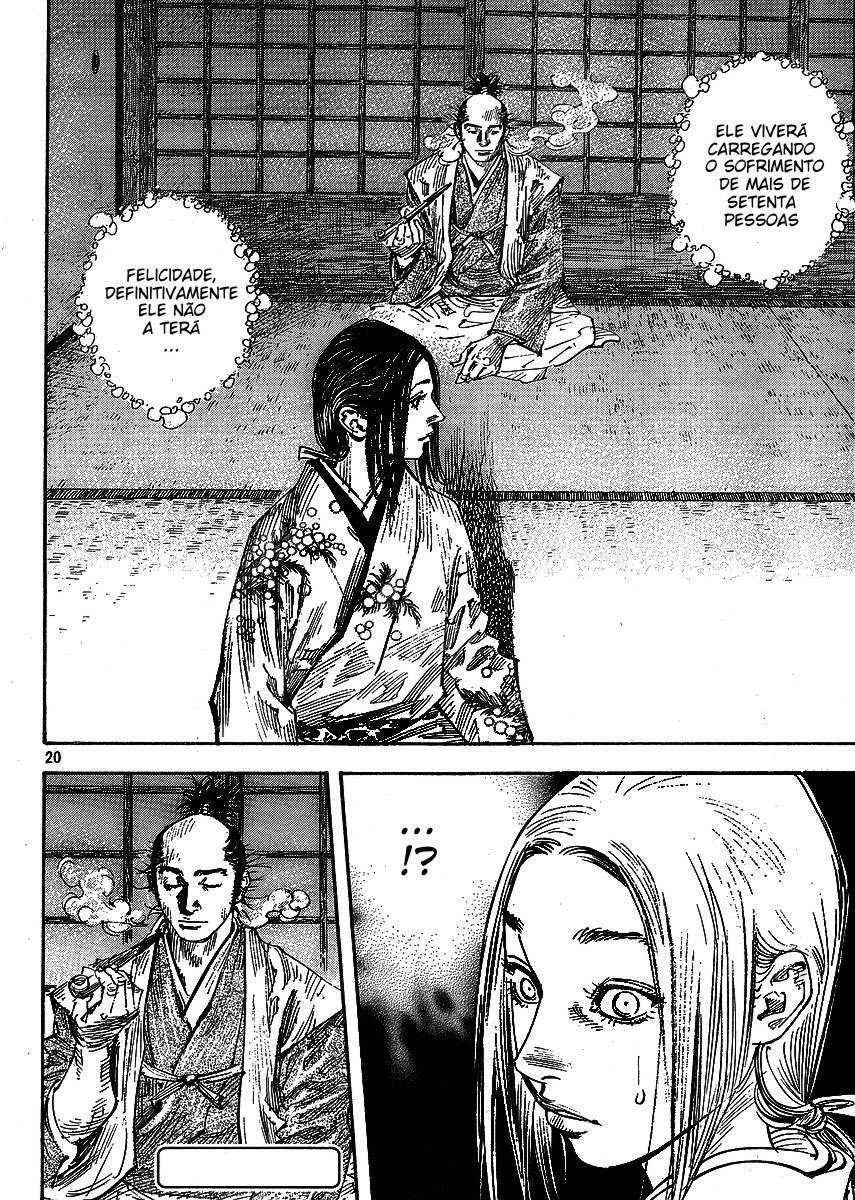 ELE VIVERÁ
CARREGANDO
O SOFRIMENTO
DE MAIS DE
SETENTA
PESSOAS
FELICIDADE,
DEFINITIVAMENTE
ELE NÃO
A TERÁ
...
20
...
!?